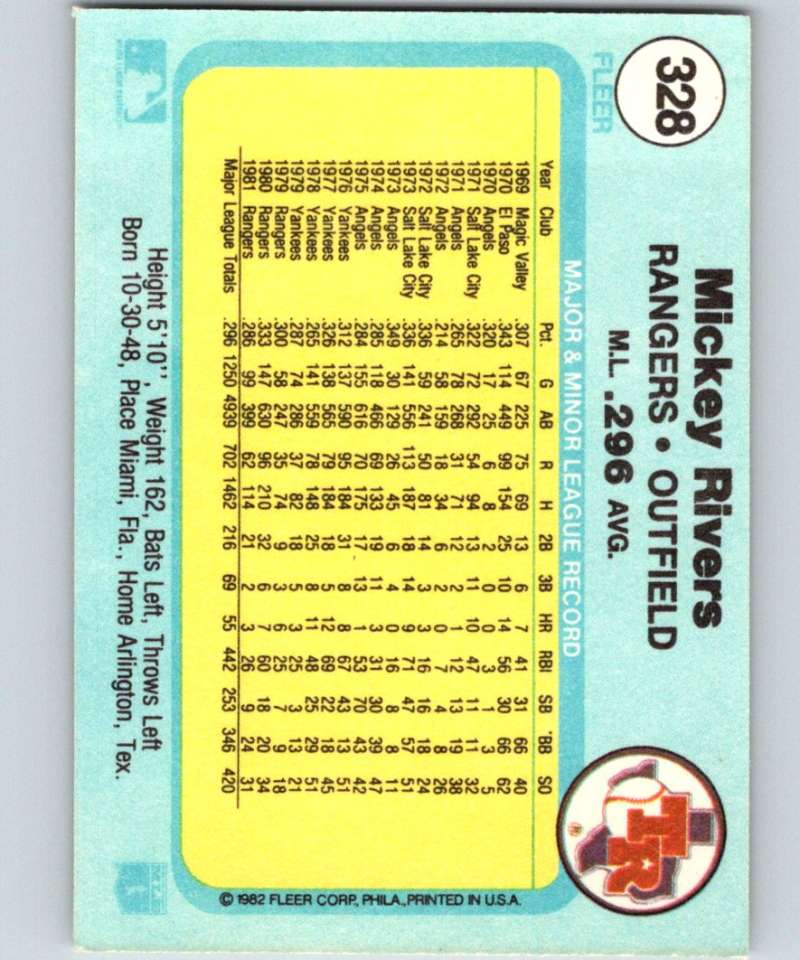 328
FLEER
Mickey Rivers
RANGERS • OUTFIELD
M.L. .296 AVG.
MAJOR & MINOR LEAGUE RECORD
Year Club Pct. G AB R H 2B 3B HR RBI SB BB SO
1969 Magic Valley .307 67 225 75 69 13 6 7 41 31 66 40
1970 El Paso .343 114 449 99 154 25 10 14 56 30 66 62
1970 Angels .320 17 25 6 8 2 0 0 3 1 3 5
1971 Salt Lake City .322 72 292 54 94 13 10 3 47 11 11 32
1971 Angels .265 78 268 31 71 12 2 1 12 13 19 38
1972 Angels .214 58 159 18 34 6 2 0 7 4 8 26
1972 Salt Lake City .336 59 241 50 81 14 3 3 16 16 18 24
1973 Salt Lake City .336 141 556 113 187 18 14 9 71 47 57 51
1973 Angels .349 30 129 26 45 6 4 0 16 8 8 11
1974 Angels .285 118 466 69 133 19 11 3 31 30 39 47
1975 Angels .284 155 616 70 175 17 13 1 53 70 43 42
1976 Yankees .312 137 590 95 184 31 8 8 67 43 13 51
1977 Yankees .326 138 565 79 184 18 5 12 69 22 18 45
1978 Yankees .265 141 559 78 148 25 8 11 48 25 29 51
1979 Yankees .287 74 286 37 82 18 5 3 25 3 13 21
1979 Rangers .300 58 247 35 74 9 3 6 25 7 9 18
1980 Rangers .333 147 630 96 210 32 6 7 60 18 20 34
1981 Rangers .286 99 399 62 114 21 2 3 26 9 24 31
Major League Totals .296 1250 4939 702 1462 216 69 55 442 253 346 420
Height 5'10'', Weight 162, Bats Left, Throws Left
Born 10-30-48, Place Miami, Fla., Home Arlington, Tex.
TR
®
© 1982 FLEER CORP., PHILA., PRINTED IN U.S.A.